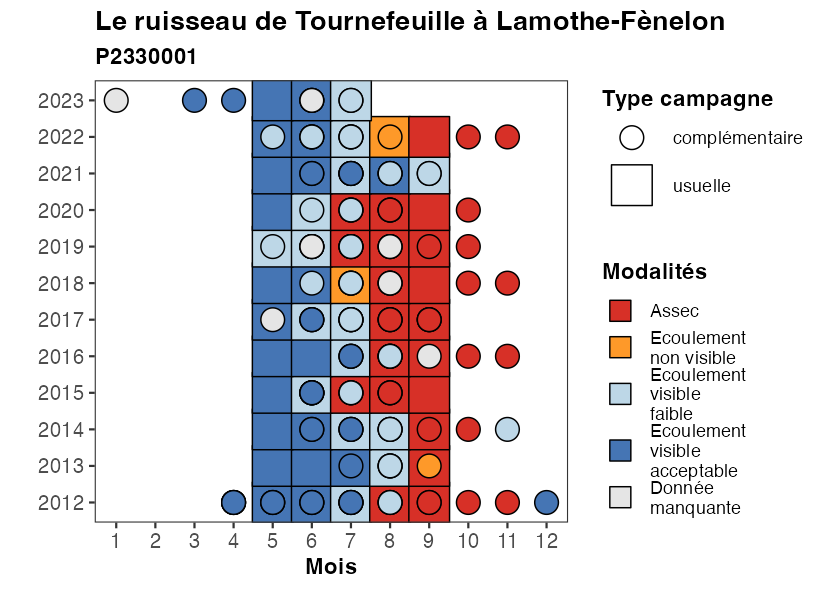 Le ruisseau de Tournefeuille à Lamothe-Fènelon
P2330001
2023
2022
2021
2020
2019
2018
2017
2016
2015
2014
2013
2012
1 2 3 4 5 6 7 8 9 10 11 12
Mois
Type campagne
complémentaire
usuelle
Modalités
Assec
Ecoulement
non visible
Ecoulement
visible
faible
Ecoulement
visible
acceptable
Donnée
manquante